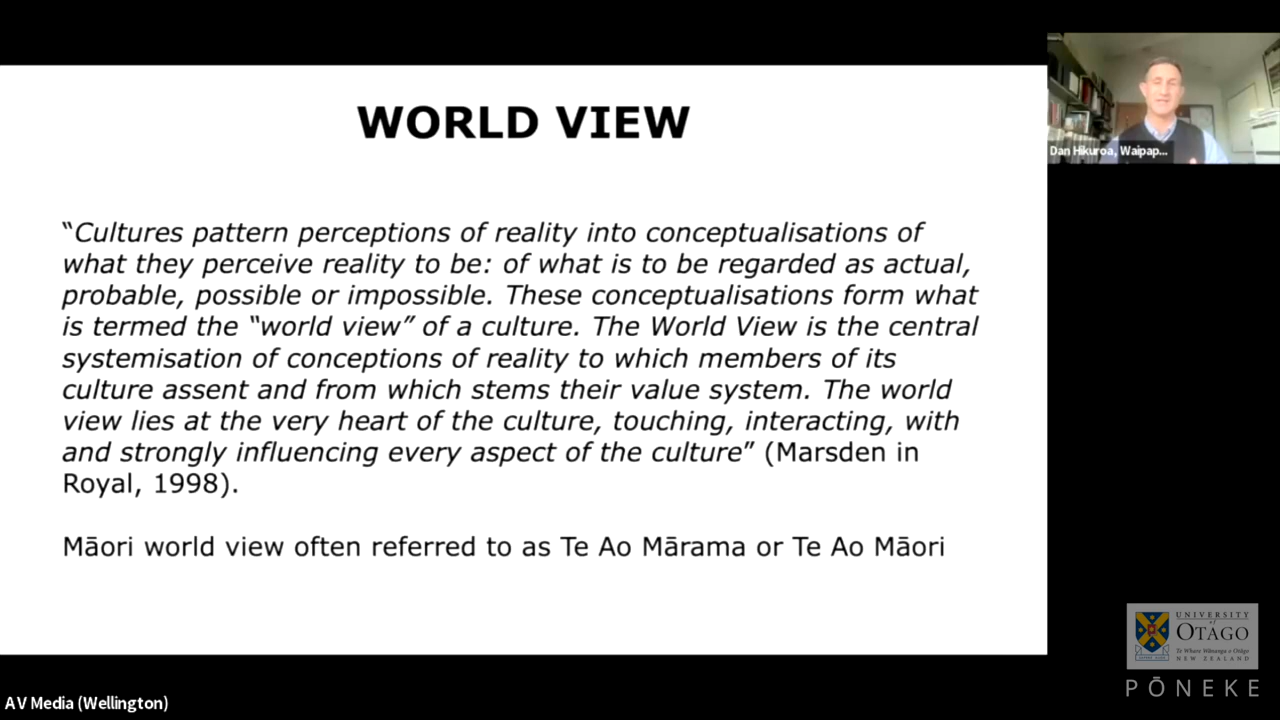 WORLD VIEW
“Cultures pattern perceptions of reality into conceptualisations of
what they perceive reality to be: of what is to be regarded as actual,
probable, possible or impossible. These conceptualisations form what
is termed the “world view” of a culture. The World View is the central
systemisation of conceptions of reality to which members of its
culture assent and from which stems their value system. The world
view lies at the very heart of the culture, touching, interacting, with
and strongly influencing every aspect of the culture” (Marsden in
Royal, 1998).
Māori world view often referred to as Te Ao Mārama or Te Ao Māori
Dan Hikuroa, Waipap...
UNIVERSITY
of
OTAGO
Te Whare Wānanga o Otāgo
NEW ZEALAND
PŌNEKE
AV Media (Wellington)